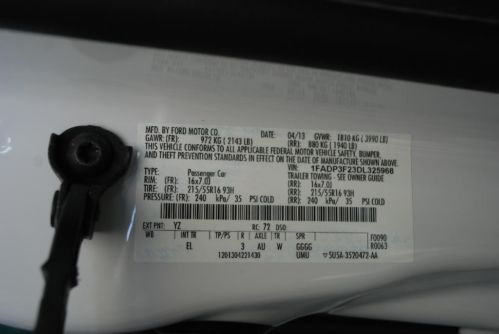 MFD. BY FORD MOTOR CO. DATE: 04/13 GVWR: 1810 KG ( 3990 LB)
GAWR: (FR): 972 KG ( 2143 LB) (RR): 880 KG ( 1940 LB)
THIS VEHICLE CONFORMS TO ALL APPLICABLE FEDERAL MOTOR VEHICLE SAFETY, BUMPER,
AND THEFT PREVENTION STANDARDS IN EFFECT ON THE DATE OF MANUFACTURE SHOWN ABOVE.
VIN: 1FADP3F23DL325968
TYPE: Passenger Car TRAILER TOWING - SEE OWNER GUIDE
RIM: (FR) 16x7.0J (RR): 16x7.0J
TIRE: (FR): 215/55R16 93H (RR): 215/55R16 93H
PRESSURE: (FR) 240 kPa/ 35 PSI COLD (RR): 240 kPa/ 35 PSI COLD
EXT PNT: YZ RC: 72 DSO: F0090
WB INT TR TP/PS R AXLE TR SPR R0063
EL 3 AU W GGGG
1201304221430 UMU 5U5A-3520472-AA